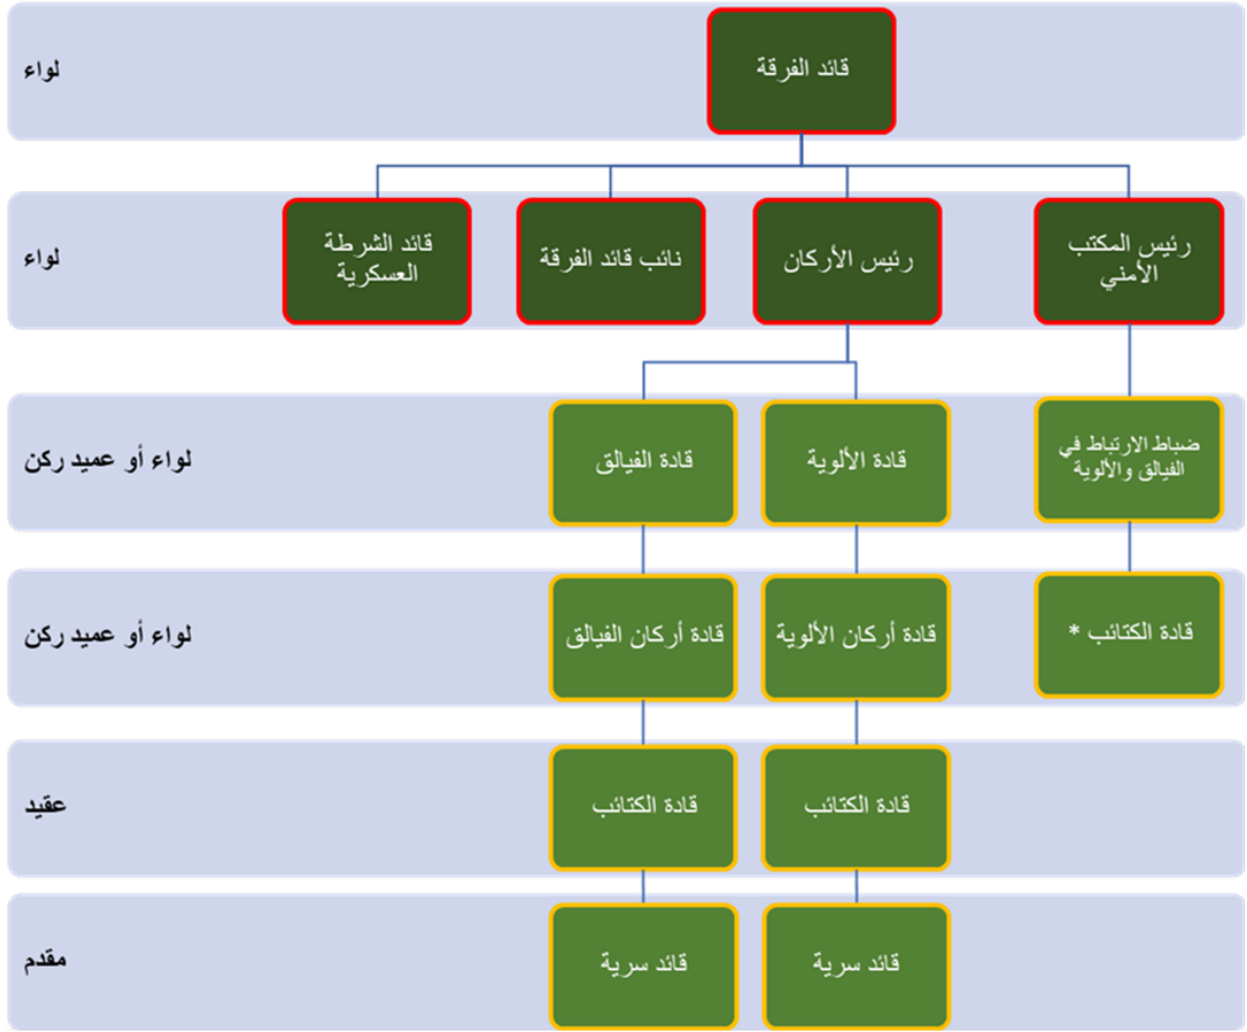 قائد الفرقة
لواء
رئيس المكتب
الأمني
رئيس الأركان
نائب قائد الفرقة
قائد الشرطة
العسكرية
لواء
ضباط الارتباط في
الفيالق والألوية
قادة الألوية
قادة الفيالق
لواء أو عميد ركن
قادة الكتائب *
قادة أركان الألوية
قادة أركان الفيالق
لواء أو عميد ركن
قادة الكتائب
قادة الكتائب
عقيد
قائد سرية
قائد سرية
مقدم